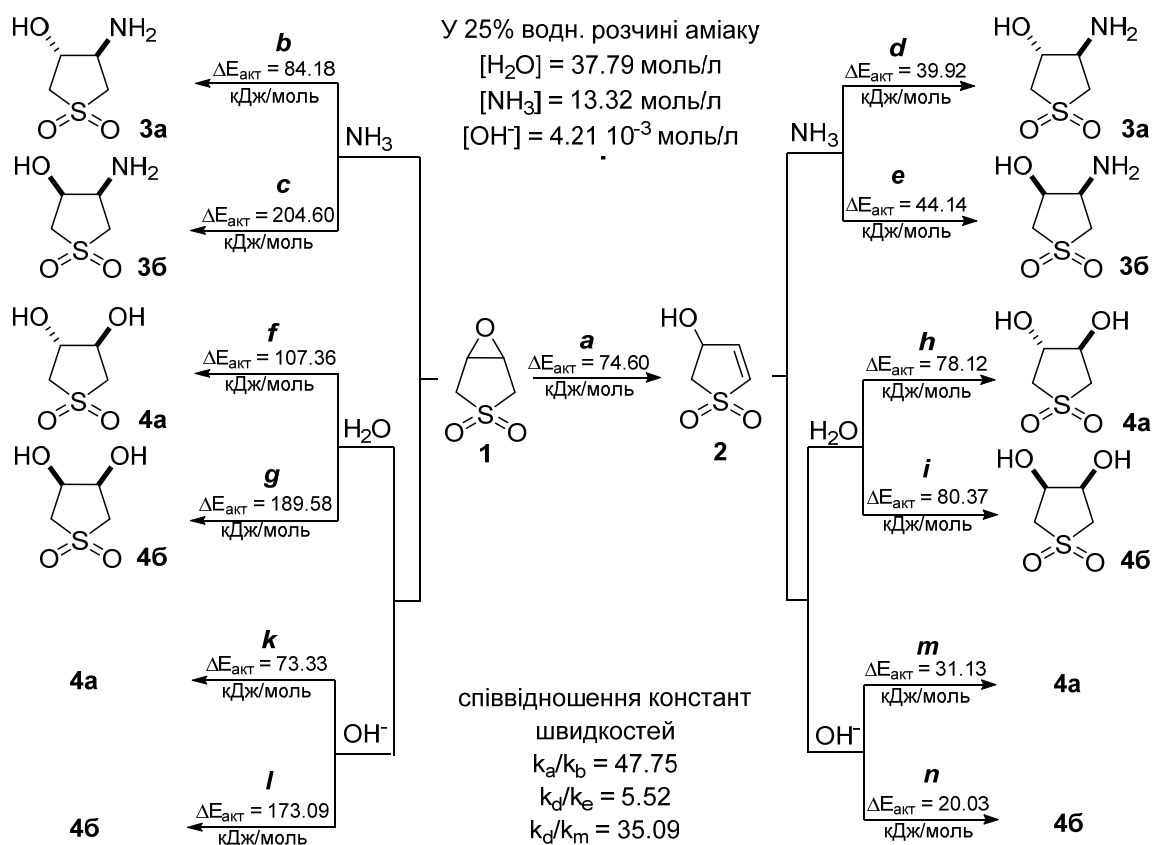 У 25% водн. розчині аміаку
[H₂O] = 37.79 моль/л
[NH₃] = 13.32 моль/л
[OH⁻] = 4.21 10⁻³ моль/л
.
HO NH₂
S
O O
3а
b
ΔEакт = 84.18
кДж/моль
NH₃
c
ΔEакт = 204.60
кДж/моль
HO NH₂
S
O O
3б
HO OH
S
O O
4а
f
ΔEакт = 107.36
кДж/моль
H₂O
g
ΔEакт = 189.58
кДж/моль
HO OH
S
O O
4б
4а
k
ΔEакт = 73.33
кДж/моль
OH⁻
l
ΔEакт = 173.09
кДж/моль
4б
O
S
O O
1
a
ΔEакт = 74.60
кДж/моль
HO
S
O O
2
співвідношення констант
швидкостей
kₐ/k_b = 47.75
k_d/kₑ = 5.52
k_d/kₘ = 35.09
NH₃
d
ΔEакт = 39.92
кДж/моль
HO NH₂
S
O O
3а
e
ΔEакт = 44.14
кДж/моль
HO NH₂
S
O O
3б
H₂O
h
ΔEакт = 78.12
кДж/моль
HO OH
S
O O
4а
i
ΔEакт = 80.37
кДж/моль
HO OH
S
O O
4б
OH⁻
m
ΔEакт = 31.13
кДж/моль
4а
n
ΔEакт = 20.03
кДж/моль
4б